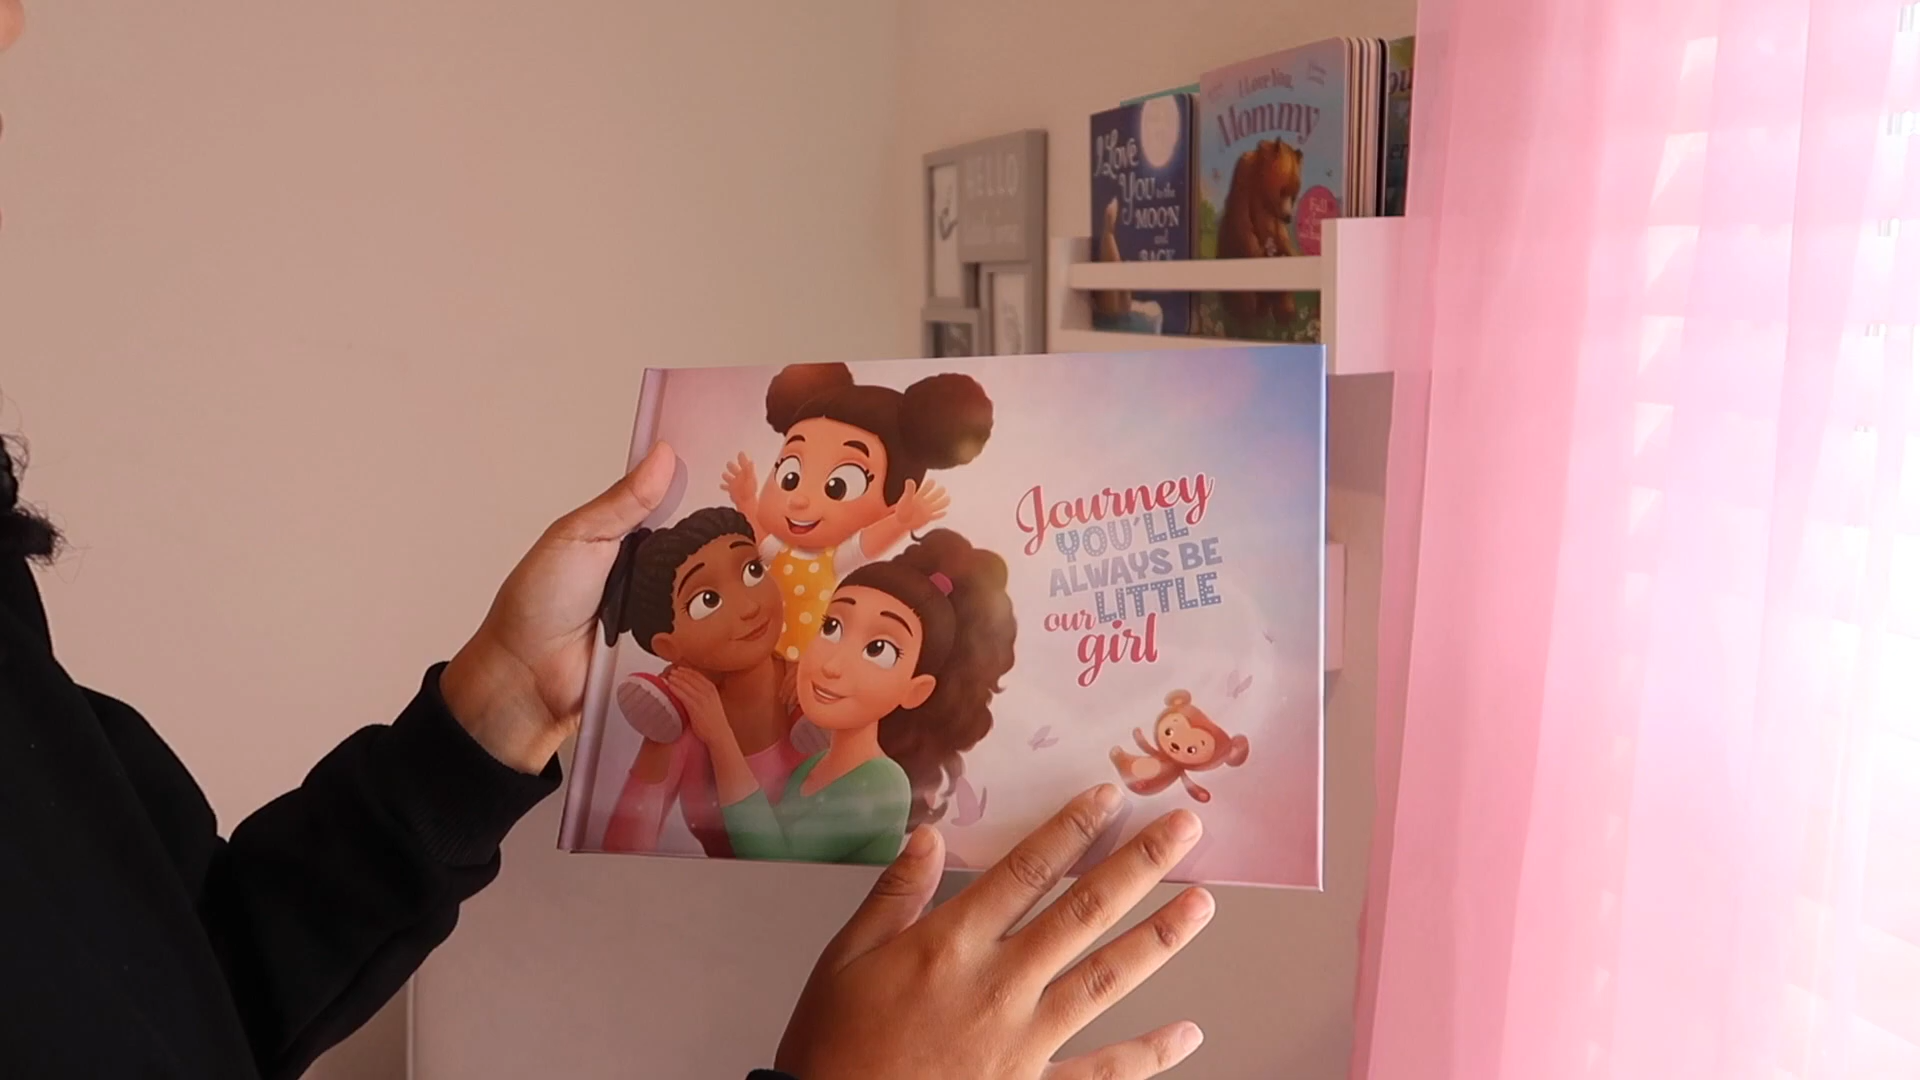 HELLO
I Love
You to the
MOON
and
BACK
I Love You,
Mommy
Journey
YOU'LL
ALWAYS BE
our LITTLE
girl